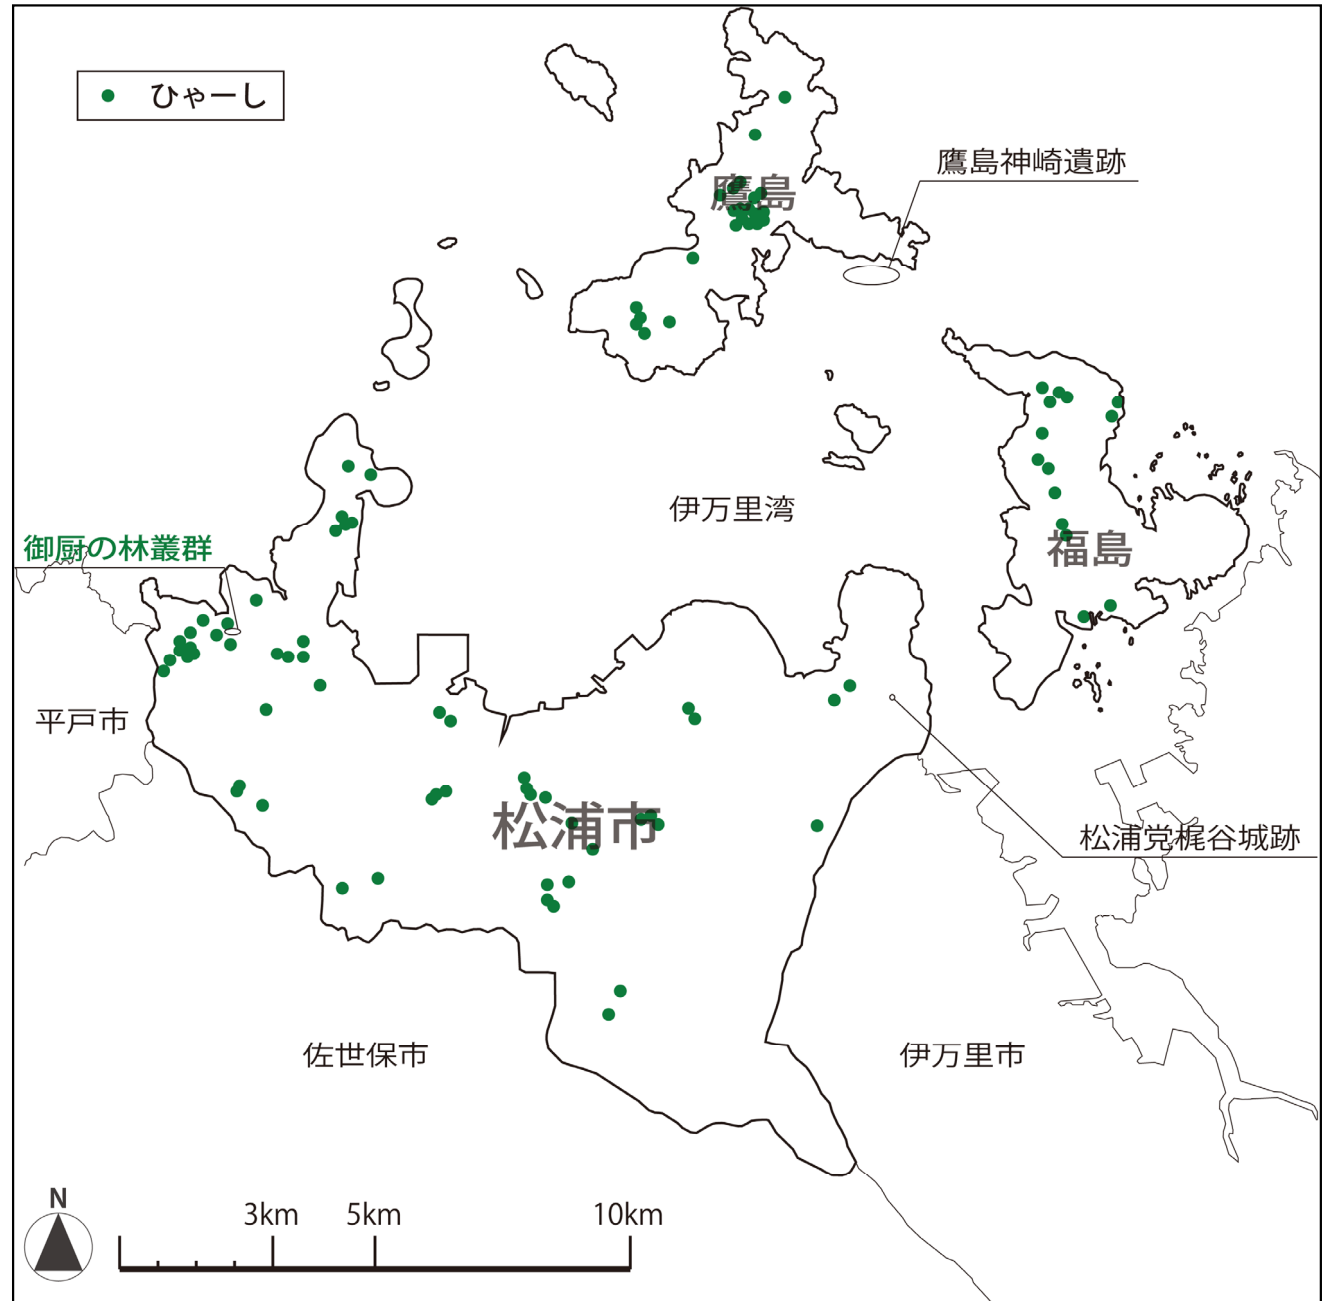 ひゃーし
鷹島神崎遺跡
鷹島
伊万里湾
御厨の林叢群
福島
平戸市
松浦市
松浦党梶谷城跡
佐世保市
伊万里市
N
3km
5km
10km